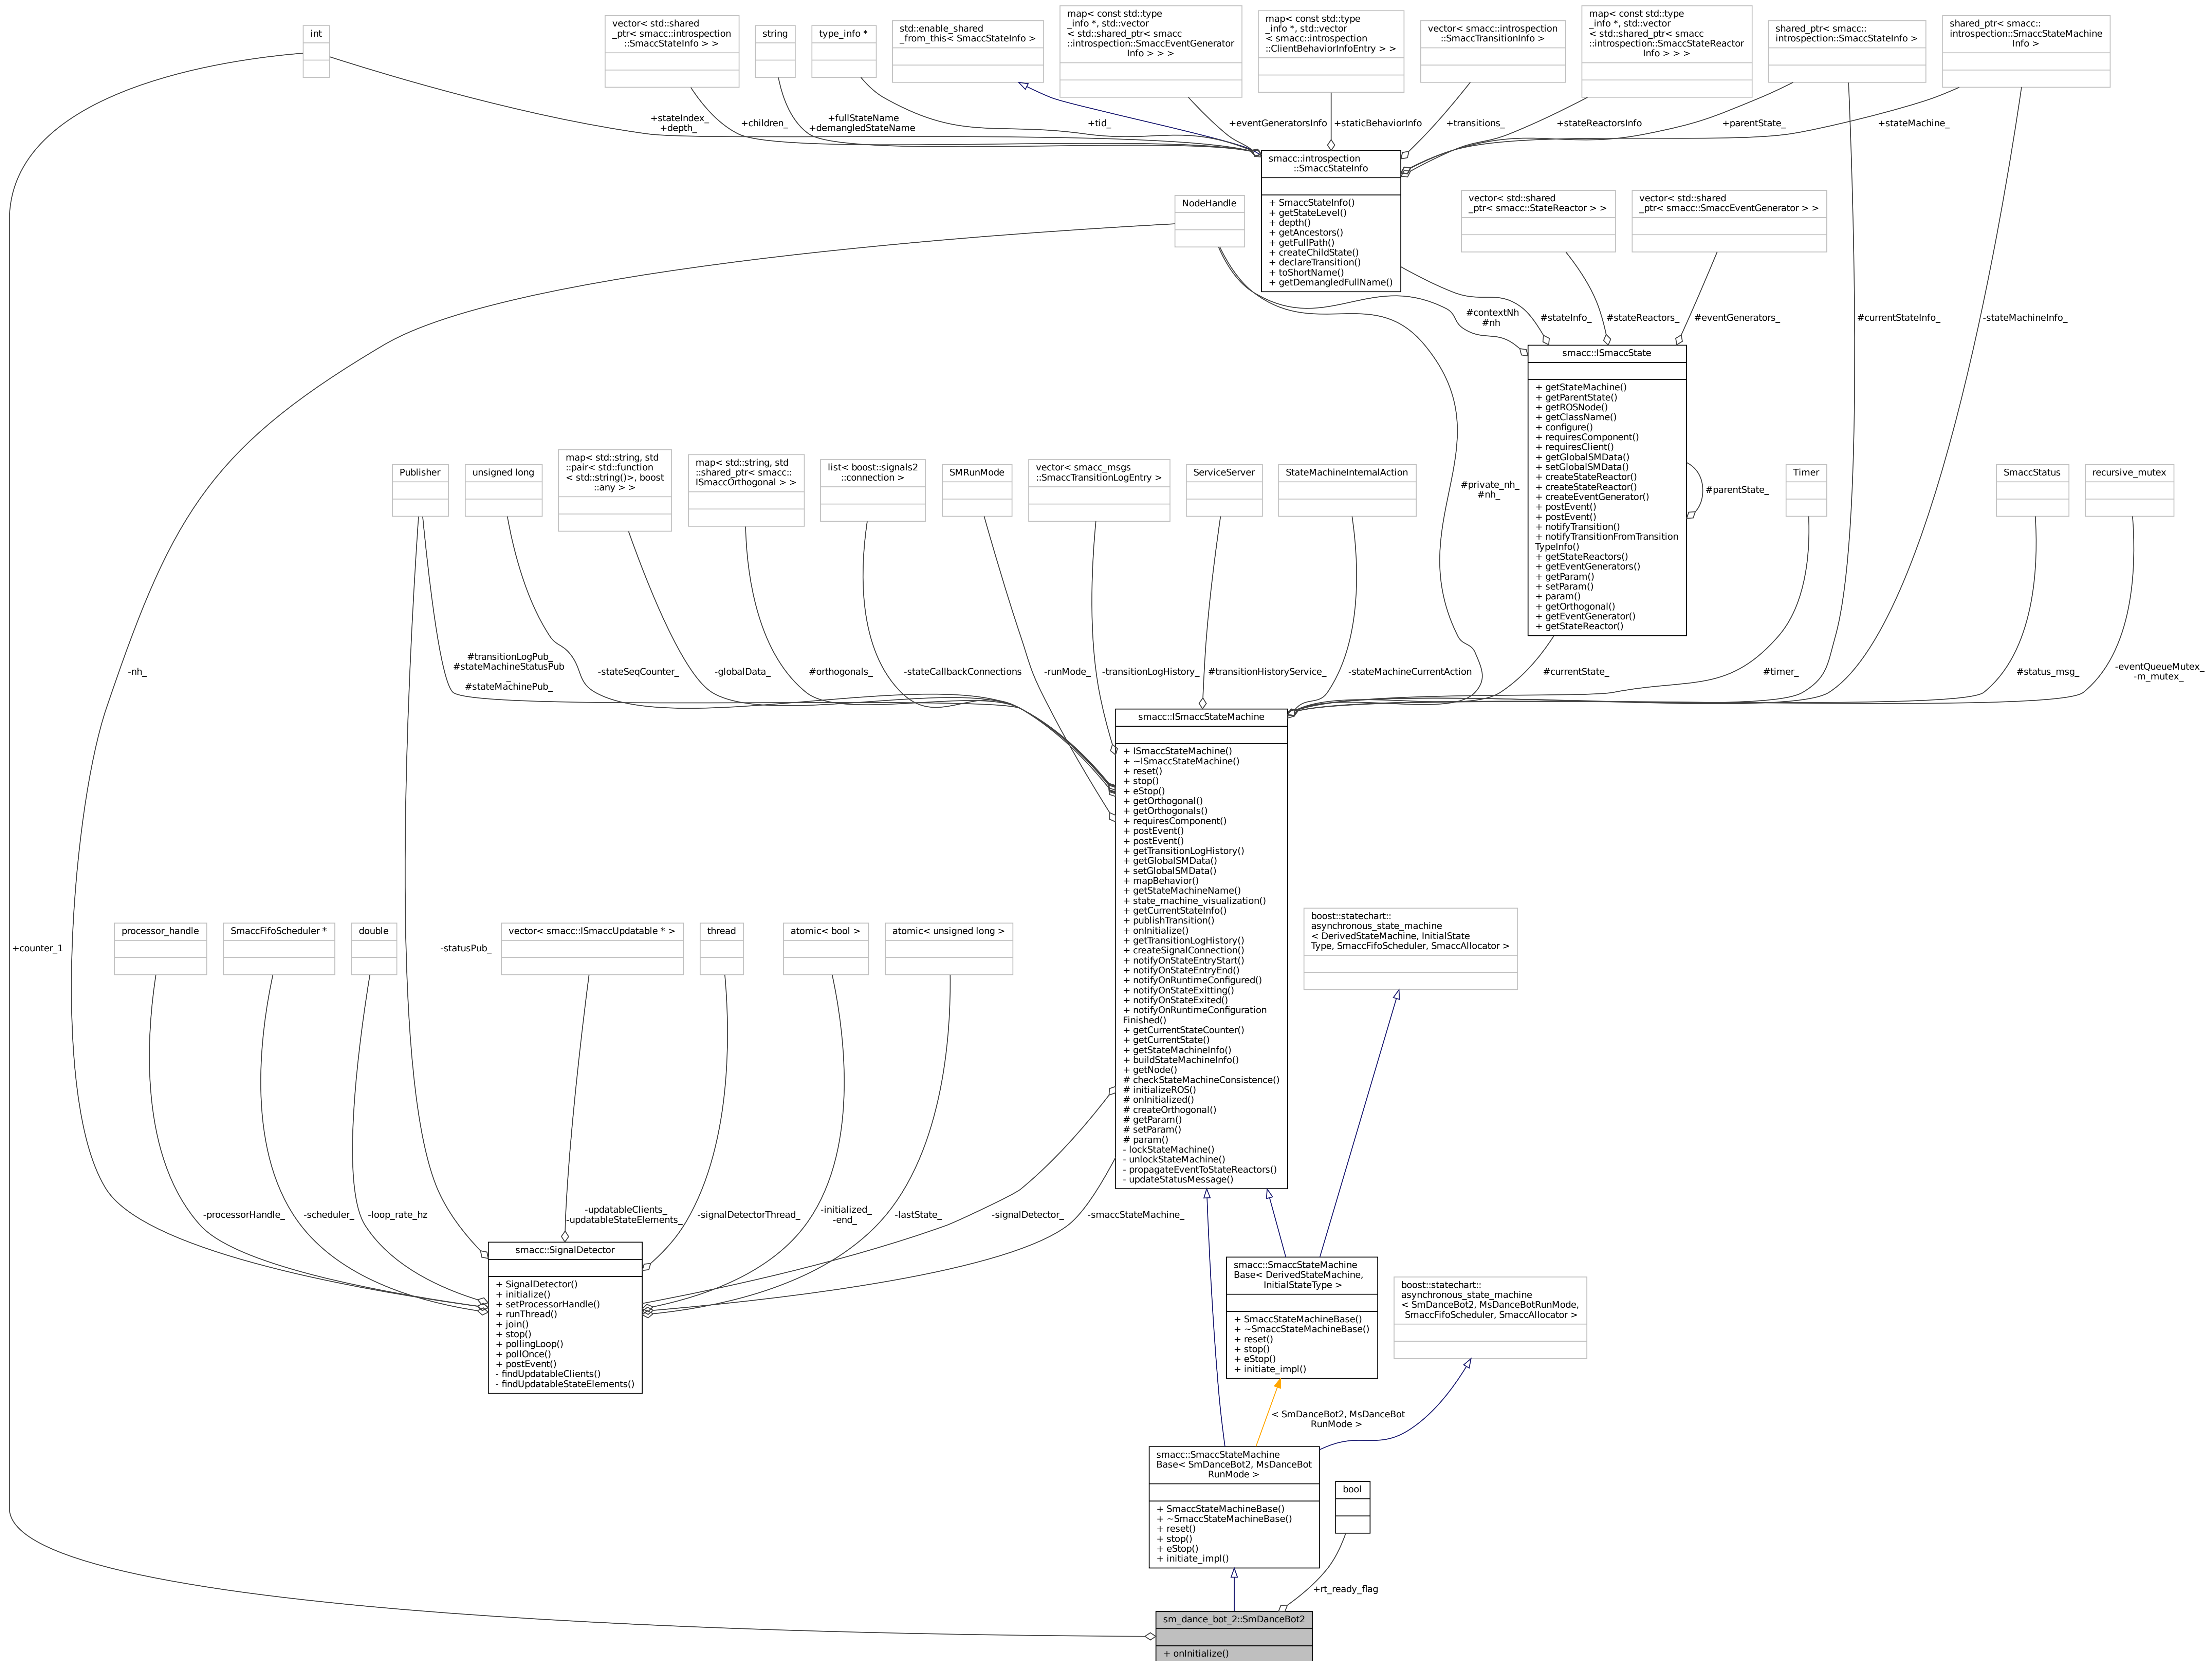 int
vector< std::shared
_ptr< smacc::introspection
::SmaccStateInfo > >
string
type_info *
std::enable_shared
_from_this< SmaccStateInfo >
map< const std::type
_info *, std::vector
< std::shared_ptr< smacc
::introspection::SmaccEventGenerator
Info > > >
map< const std::type
_info *, std::vector
< smacc::introspection
::ClientBehaviorInfoEntry > >
vector< smacc::introspection
::SmaccTransitionInfo >
map< const std::type
_info *, std::vector
< std::shared_ptr< smacc
::introspection::SmaccStateReactor
Info > > >
shared_ptr< smacc::
introspection::SmaccStateInfo >
shared_ptr< smacc::
introspection::SmaccStateMachine
Info >
+stateIndex_
+depth_
+children_
+fullStateName
+demangledStateName
+tid_
+eventGeneratorsInfo
+staticBehaviorInfo
+transitions_
+stateReactorsInfo
+parentState_
+stateMachine_
smacc::introspection
::SmaccStateInfo
+ SmaccStateInfo()
+ getStateLevel()
+ depth()
+ getAncestors()
+ getFullPath()
+ createChildState()
+ declareTransition()
+ toShortName()
+ getDemangledFullName()
NodeHandle
vector< std::shared
_ptr< smacc::StateReactor > >
vector< std::shared
_ptr< smacc::SmaccEventGenerator > >
#contextNh
#nh
#stateInfo_
#stateReactors_
#eventGenerators_
#currentStateInfo_
-stateMachineInfo_
smacc::ISmaccState
+ getStateMachine()
+ getParentState()
+ getROSNode()
+ getClassName()
+ configure()
+ requiresComponent()
+ requiresClient()
+ getGlobalSMData()
+ setGlobalSMData()
+ createStateReactor()
+ createStateReactor()
+ createEventGenerator()
+ postEvent()
+ postEvent()
+ notifyTransition()
+ notifyTransitionFromTransition
TypeInfo()
+ getStateReactors()
+ getEventGenerators()
+ getParam()
+ setParam()
+ param()
+ getOrthogonal()
+ getEventGenerator()
+ getStateReactor()
#parentState_
Publisher
unsigned long
map< std::string, std
::pair< std::function
< std::string()>, boost
::any > >
map< std::string, std
::shared_ptr< smacc::
ISmaccOrthogonal > >
list< boost::signals2
::connection >
SMRunMode
vector< smacc_msgs
::SmaccTransitionLogEntry >
ServiceServer
StateMachineInternalAction
#private_nh_
#nh_
Timer
SmaccStatus
recursive_mutex
-nh_
#transitionLogPub_
#stateMachineStatusPub
_
#stateMachinePub_
-stateSeqCounter_
-globalData_
#orthogonals_
-stateCallbackConnections
-runMode_
-transitionLogHistory_
#transitionHistoryService_
-stateMachineCurrentAction
#currentState_
#timer_
#status_msg_
-eventQueueMutex_
-m_mutex_
smacc::ISmaccStateMachine
+ ISmaccStateMachine()
+ ~ISmaccStateMachine()
+ reset()
+ stop()
+ eStop()
+ getOrthogonal()
+ getOrthogonals()
+ requiresComponent()
+ postEvent()
+ postEvent()
+ getTransitionLogHistory()
+ getGlobalSMData()
+ setGlobalSMData()
+ mapBehavior()
+ getStateMachineName()
+ state_machine_visualization()
+ getCurrentStateInfo()
+ publishTransition()
+ onInitialize()
+ getTransitionLogHistory()
+ createSignalConnection()
+ notifyOnStateEntryStart()
+ notifyOnStateEntryEnd()
+ notifyOnRuntimeConfigured()
+ notifyOnStateExitting()
+ notifyOnStateExited()
+ notifyOnRuntimeConfiguration
Finished()
+ getCurrentStateCounter()
+ getCurrentState()
+ getStateMachineInfo()
+ buildStateMachineInfo()
+ getNode()
# checkStateMachineConsistence()
# initializeROS()
# onInitialized()
# createOrthogonal()
# getParam()
# setParam()
# param()
- lockStateMachine()
- unlockStateMachine()
- propagateEventToStateReactors()
- updateStatusMessage()
+counter_1
processor_handle
SmaccFifoScheduler *
double
-statusPub_
vector< smacc::ISmaccUpdatable * >
thread
atomic< bool >
atomic< unsigned long >
boost::statechart::
asynchronous_state_machine
< DerivedStateMachine, InitialState
Type, SmaccFifoScheduler, SmaccAllocator >
-processorHandle_
-scheduler_
-loop_rate_hz
-updatableClients_
-updatableStateElements_
-signalDetectorThread_
-initialized_
-end_
-lastState_
-signalDetector_
-smaccStateMachine_
smacc::SignalDetector
+ SignalDetector()
+ initialize()
+ setProcessorHandle()
+ runThread()
+ join()
+ stop()
+ pollingLoop()
+ pollOnce()
+ postEvent()
- findUpdatableClients()
- findUpdatableStateElements()
smacc::SmaccStateMachine
Base< DerivedStateMachine,
InitialStateType >
+ SmaccStateMachineBase()
+ ~SmaccStateMachineBase()
+ reset()
+ stop()
+ eStop()
+ initiate_impl()
boost::statechart::
asynchronous_state_machine
< SmDanceBot2, MsDanceBotRunMode,
SmaccFifoScheduler, SmaccAllocator >
< SmDanceBot2, MsDanceBot
RunMode >
smacc::SmaccStateMachine
Base< SmDanceBot2, MsDanceBot
RunMode >
+ SmaccStateMachineBase()
+ ~SmaccStateMachineBase()
+ reset()
+ stop()
+ eStop()
+ initiate_impl()
bool
+rt_ready_flag
sm_dance_bot_2::SmDanceBot2
+ onInitialize()